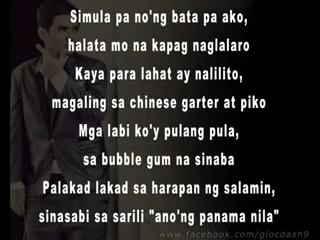 Simula pa no'ng bata pa ako,
halata mo na kapag naglalaro
Kaya para lahat ay nalilito,
magaling sa chinese garter at piko
Mga labi ko'y pulang pula,
sa bubble gum na sinaba
Palakad lakad sa harapan ng salamin,
sinasabi sa sarili "ano'ng panama nila"
www.facebook.com/glocdash9